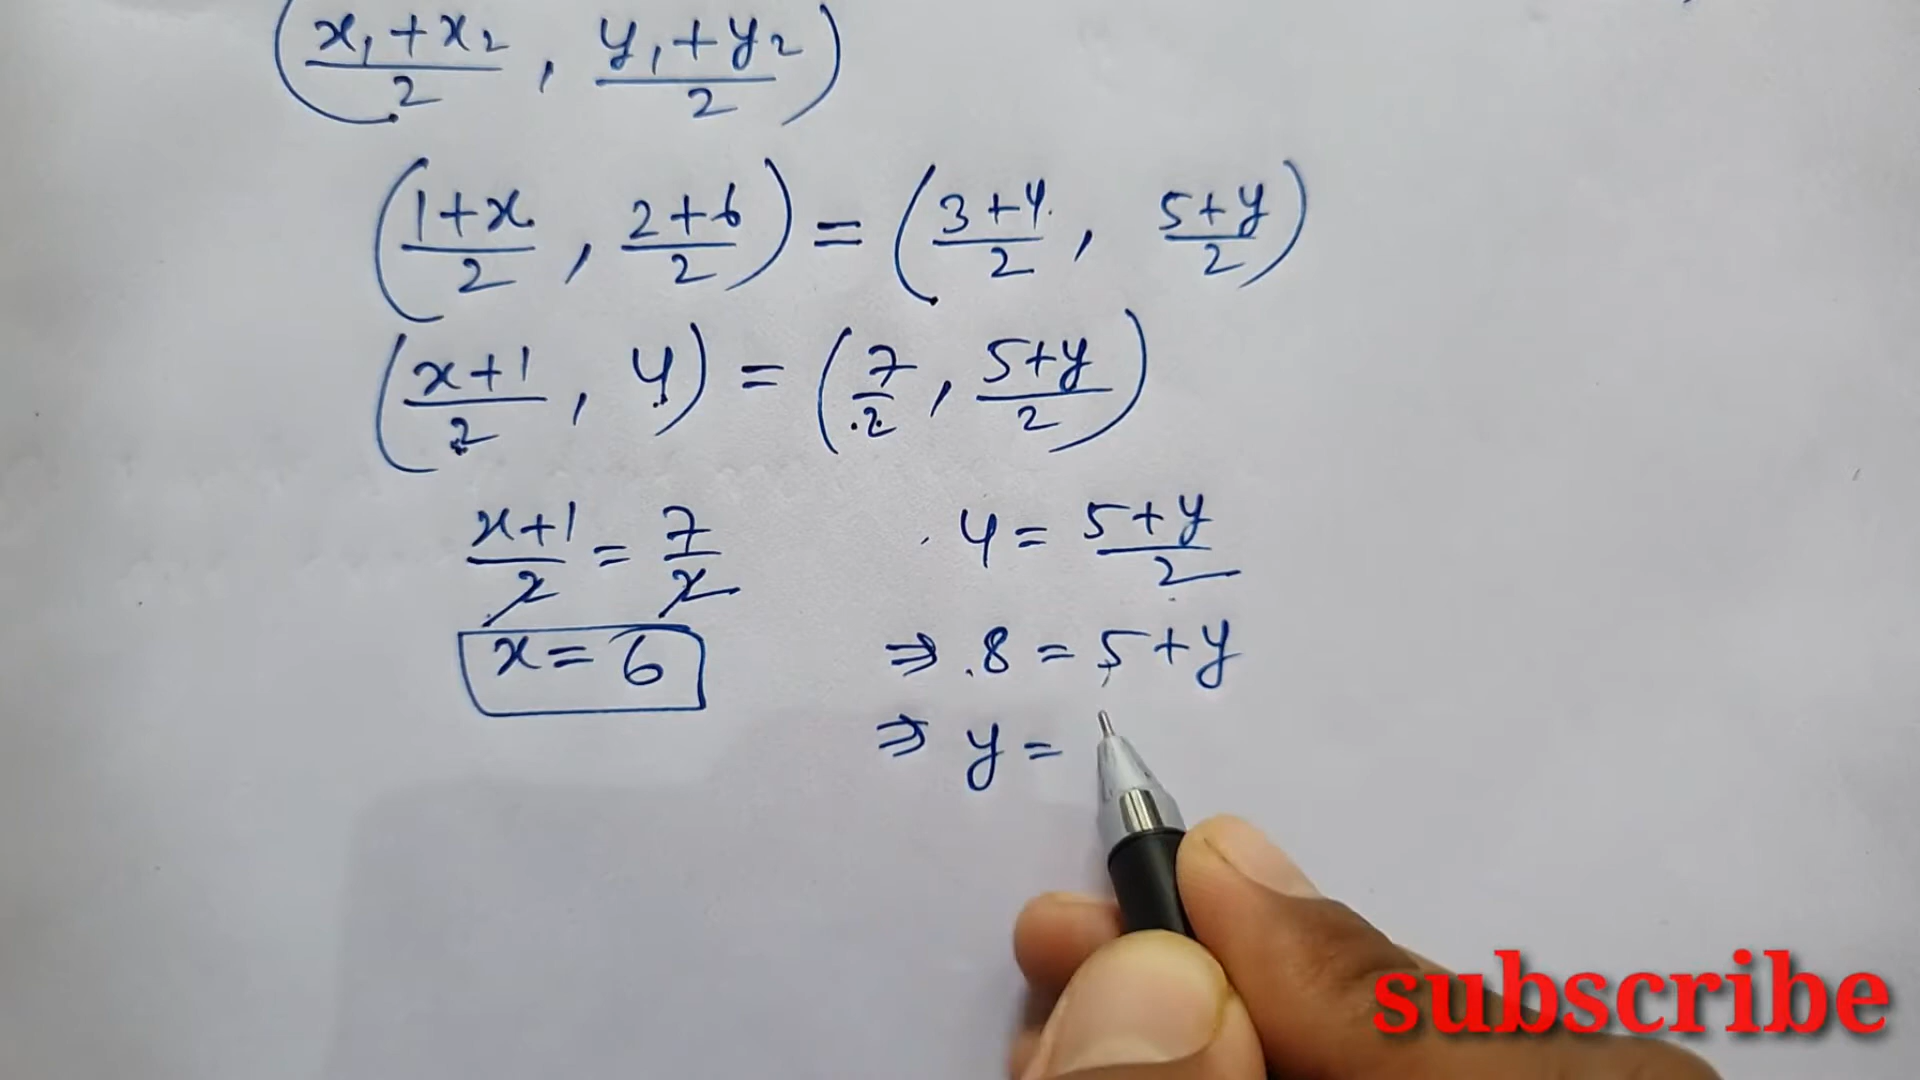 (x₁+x₂/2 , y₁+y₂/2)
(1+x/2 , 2+6/2) = (3+4/2 , 5+y/2)
(x+1/2 , 4) = (7/2 , 5+y/2)
x+1/2 = 7/2
x = 6
4 = 5+y/2
⇒ 8 = 5+y
⇒ y =
subscribe